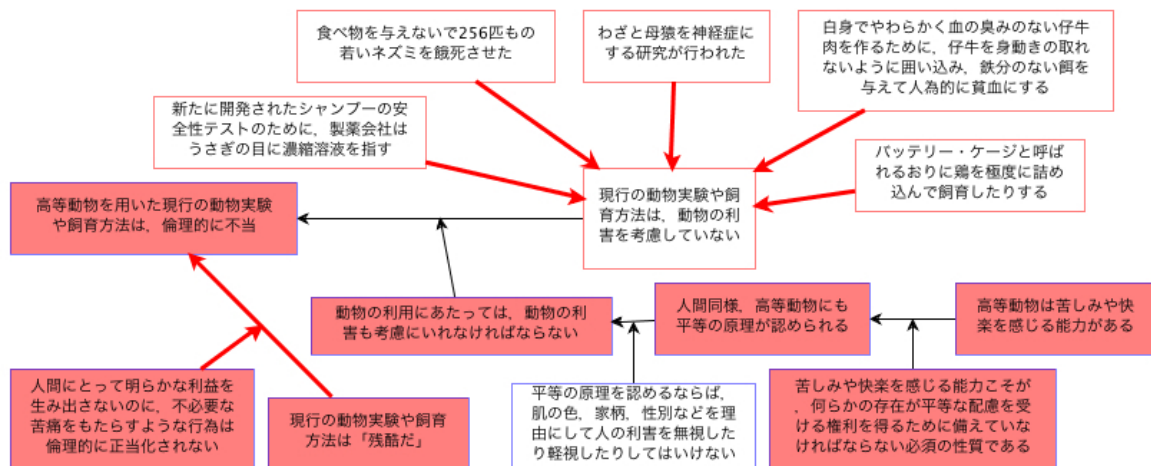 食べ物を与えないで256匹もの
若いネズミを餓死させた
わざと母猿を神経症に
する研究が行われた
白身でやわらかく血の臭みのない仔牛
肉を作るために，仔牛を身動きの取れ
ないように囲い込み，鉄分のない餌を
与えて人為的に貧血にする
新たに開発されたシャンプーの安
全性テストのために，製薬会社は
うさぎの目に濃縮溶液を指す
バッテリー・ケージと呼ば
れるおりに鶏を極度に詰め
込んで飼育したりする
高等動物を用いた現行の動物実験
や飼育方法は、倫理的に不当
現行の動物実験や飼
育方法は，動物の利
害を考慮していない
動物の利用にあたっては、動物の利
害も考慮にいれなければならない
人間同様、高等動物にも
平等の原理が認められる
高等動物は苦しみや快
楽を感じる能力がある
人間にとって明らかな利益を
生み出さないのに，不必要な
苦痛をもたらすような行為は
倫理的に正当化されない
現行の動物実験や飼育
方法は「残酷だ」
平等の原理を認めるならば，
肌の色、家柄，性別などを理
由にして人の利害を無視した
り軽視したりしてはいけない
苦しみや快楽を感じる能力こそが
，何らかの存在が平等な配慮を受
ける権利を得るために備えていな
ければならない必須の性質である